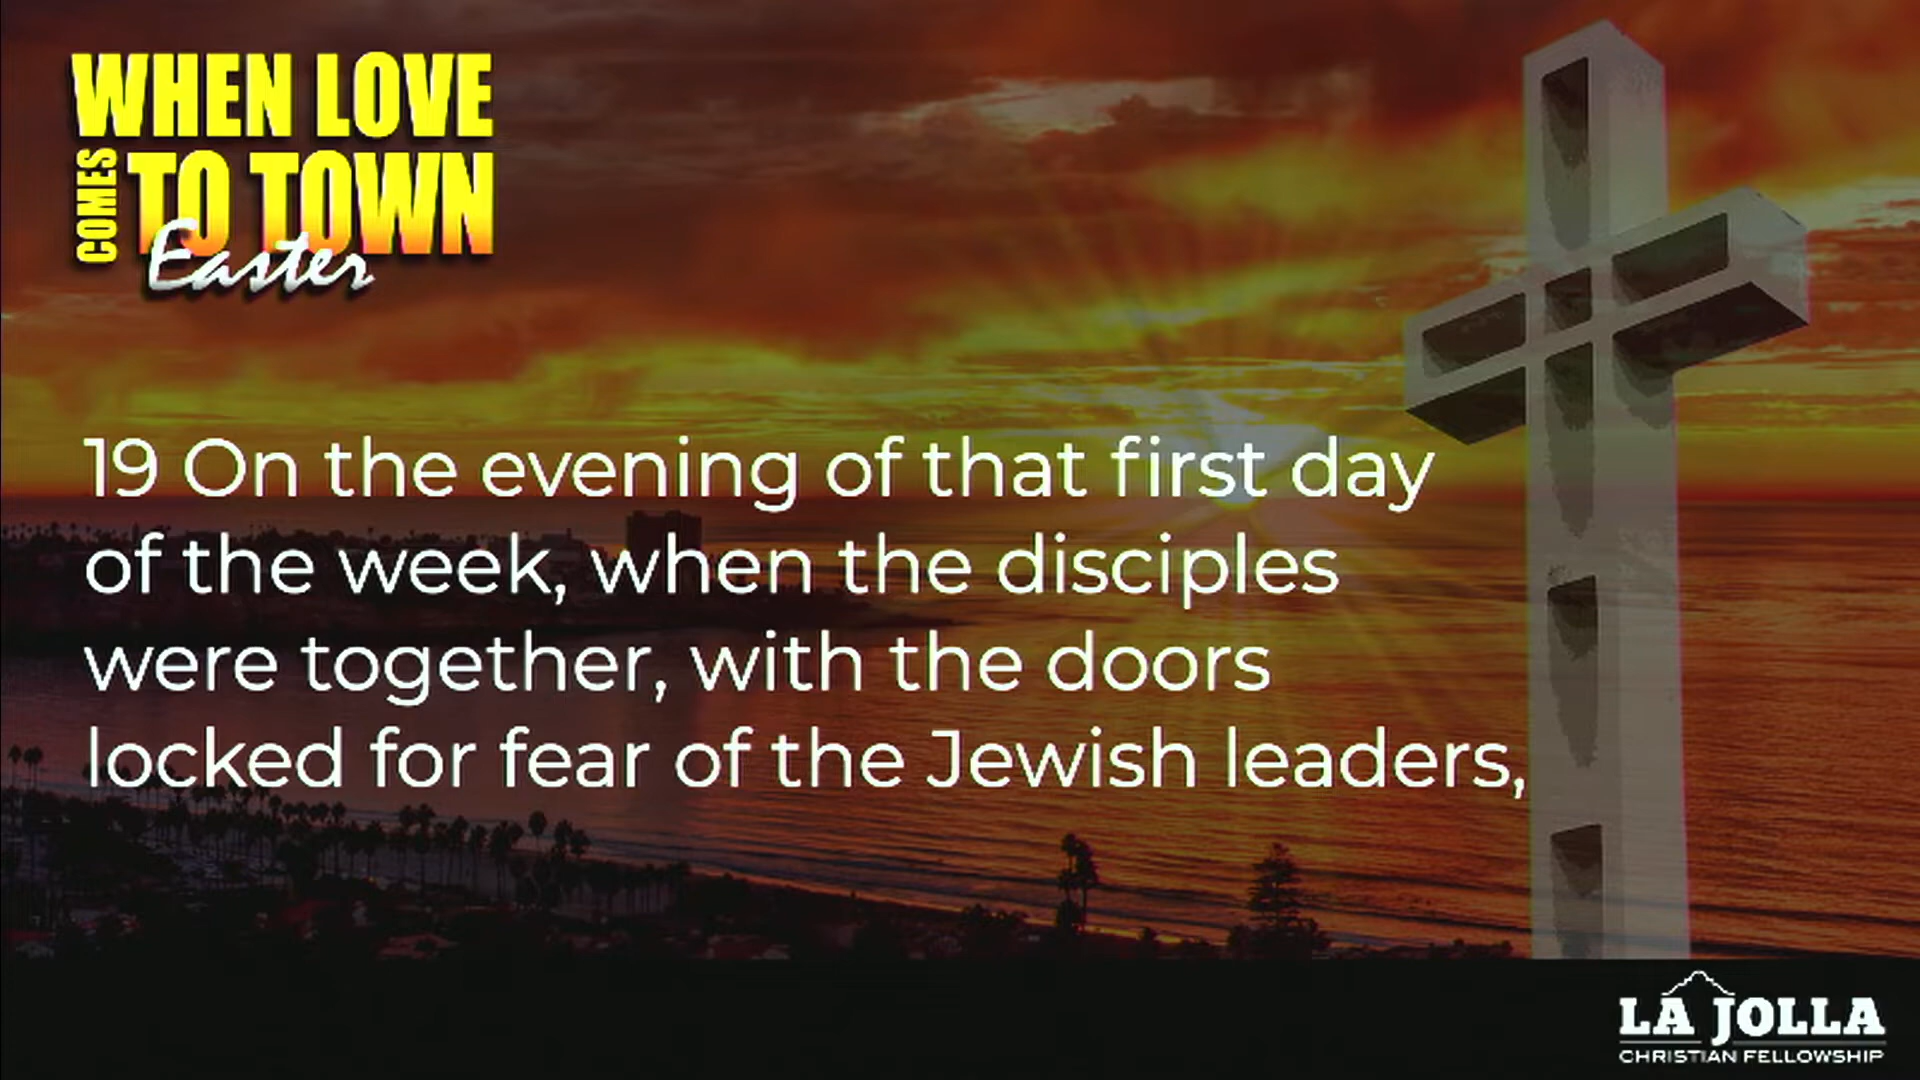 WHEN LOVE
COMES TO TOWN
Easter
19 On the evening of that first day
of the week, when the disciples
were together, with the doors
locked for fear of the Jewish leaders,
LA JOLLA
CHRISTIAN FELLOWSHIP